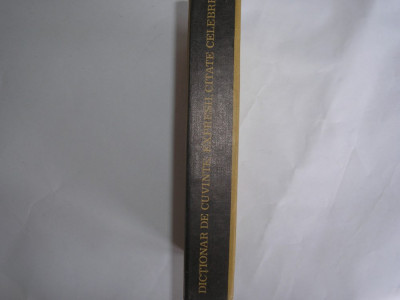 DICTIONAR DE CUVINTE, EXPRESII, CITATE CELEBRE